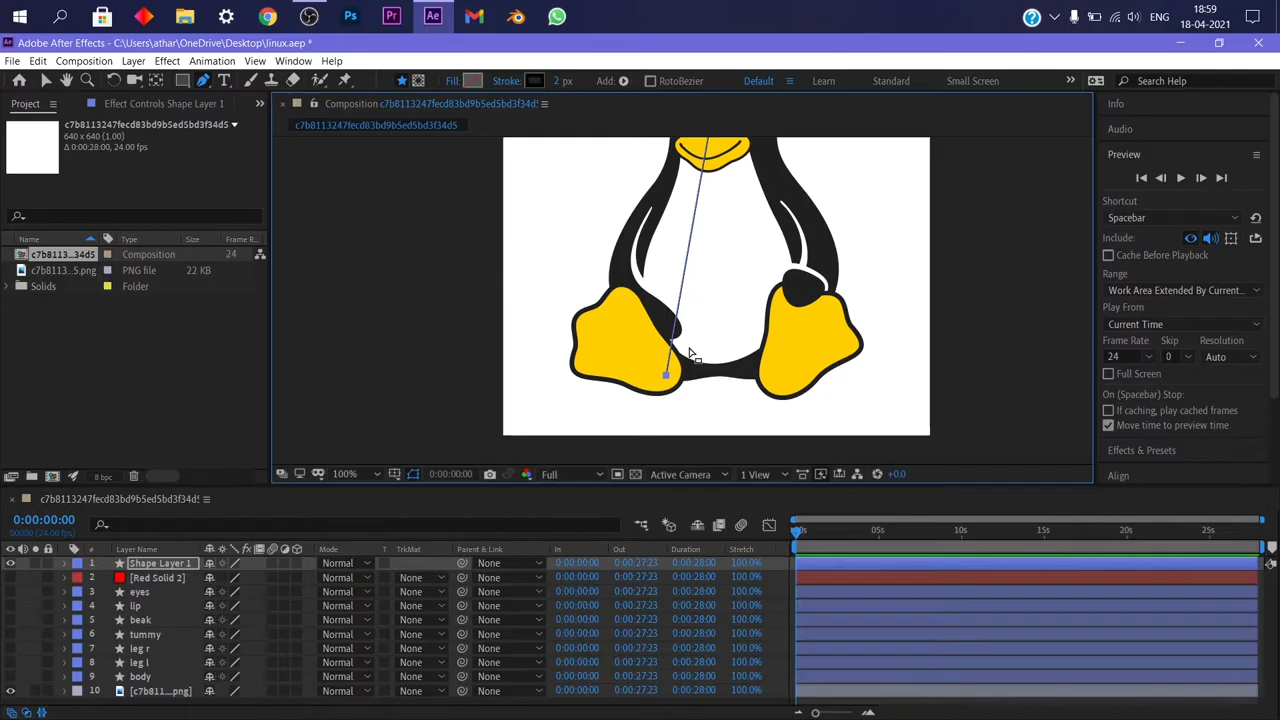 18:59
ENG
18-04-2021
Ps
Pr
Ae
Ae Adobe After Effects - C:\Users\athar\OneDrive\Desktop\linux.aep *
File Edit Composition Layer Effect Animation View Window Help
Fill: Stroke: 2 px Add: RotoBezier Default Learn Standard Small Screen Search Help
Project Effect Controls Shape Layer 1
Composition c7b8113247fecd83bd9b5ed5bd3f34d5
c7b8113247fecd83bd9b5ed5bd3f34d5
c7b8113247fecd83bd9b5ed5bd3f34d5
640 x 640 (1.00)
Δ 0:00:28:00, 24.00 fps
Name Type Size Frame R...
c7b8113...34d5 Composition 24
c7b8113...5.png PNG file 22 KB
Solids Folder
8 bpc
100% 0:00:00:00 Full Active Camera 1 View +0.0
Info
Audio
Preview
Shortcut
Spacebar
Include:
Cache Before Playback
Range
Work Area Extended By Current...
Play From
Current Time
Frame Rate Skip Resolution
24 0 Auto
Full Screen
On (Spacebar) Stop:
If caching, play cached frames
Move time to preview time
Effects & Presets
Align
c7b8113247fecd83bd9b5ed5bd3f34d5
0:00:00:00
00000 (24.00 fps)
05s 10s 15s 20s 25s
# Layer Name Mode T TrkMat Parent & Link In Out Duration Stretch
1 Shape Layer 1 Normal None 0:00:00:00 0:00:27:23 0:00:28:00 100.0%
2 [Red Solid 2] Normal None None 0:00:00:00 0:00:27:23 0:00:28:00 100.0%
3 eyes Normal None None 0:00:00:00 0:00:27:23 0:00:28:00 100.0%
4 lip Normal None None 0:00:00:00 0:00:27:23 0:00:28:00 100.0%
5 beak Normal None None 0:00:00:00 0:00:27:23 0:00:28:00 100.0%
6 tummy Normal None None 0:00:00:00 0:00:27:23 0:00:28:00 100.0%
7 leg r Normal None None 0:00:00:00 0:00:27:23 0:00:28:00 100.0%
8 leg l Normal None None 0:00:00:00 0:00:27:23 0:00:28:00 100.0%
9 body Normal None None 0:00:00:00 0:00:27:23 0:00:28:00 100.0%
10 [c7b811....png] Normal None None 0:00:00:00 0:00:27:23 0:00:28:00 100.0%